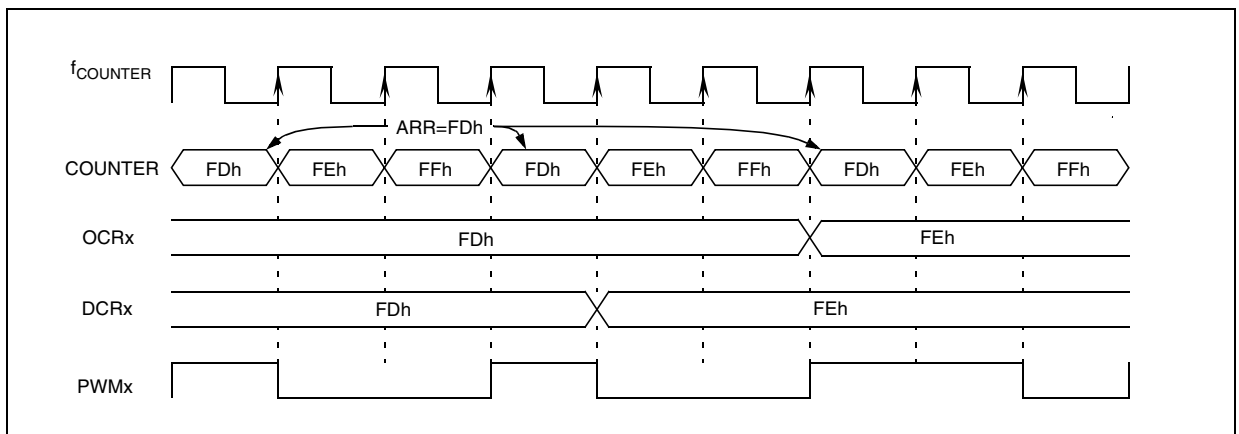 fCOUNTER
ARR=FDh
COUNTER FDh FEh FFh FDh FEh FFh FDh FEh FFh
OCRx FDh FEh
DCRx FDh FEh
PWMx